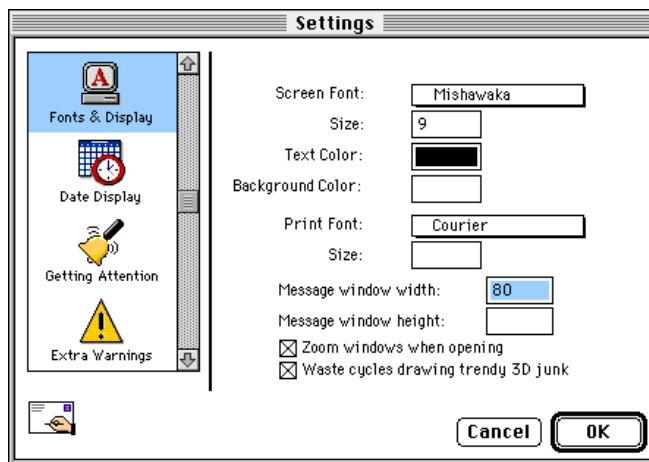 Settings
A
Fonts & Display
Date Display
Getting Attention
Extra Warnings
Screen Font: Mishawaka
Size: 9
Text Color:
Background Color:
Print Font: Courier
Size:
Message window width: 80
Message window height:
Zoom windows when opening
Waste cycles drawing trendy 3D junk
Cancel OK